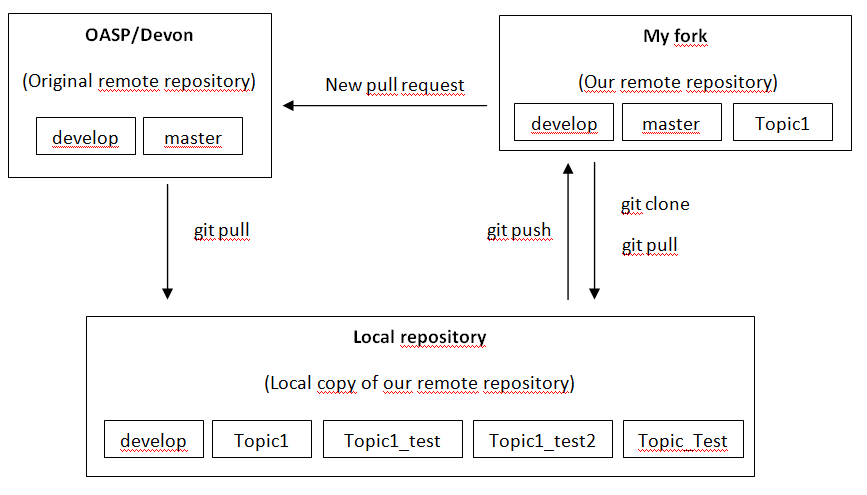 OASP/Devon
(Original remote repository)
develop
master
New pull request
My fork
(Our remote repository)
develop
master
Topic1
git pull
git push
git clone
git pull
Local repository
(Local copy of our remote repository)
develop
Topic1
Topic1_test
Topic1_test2
Topic_Test